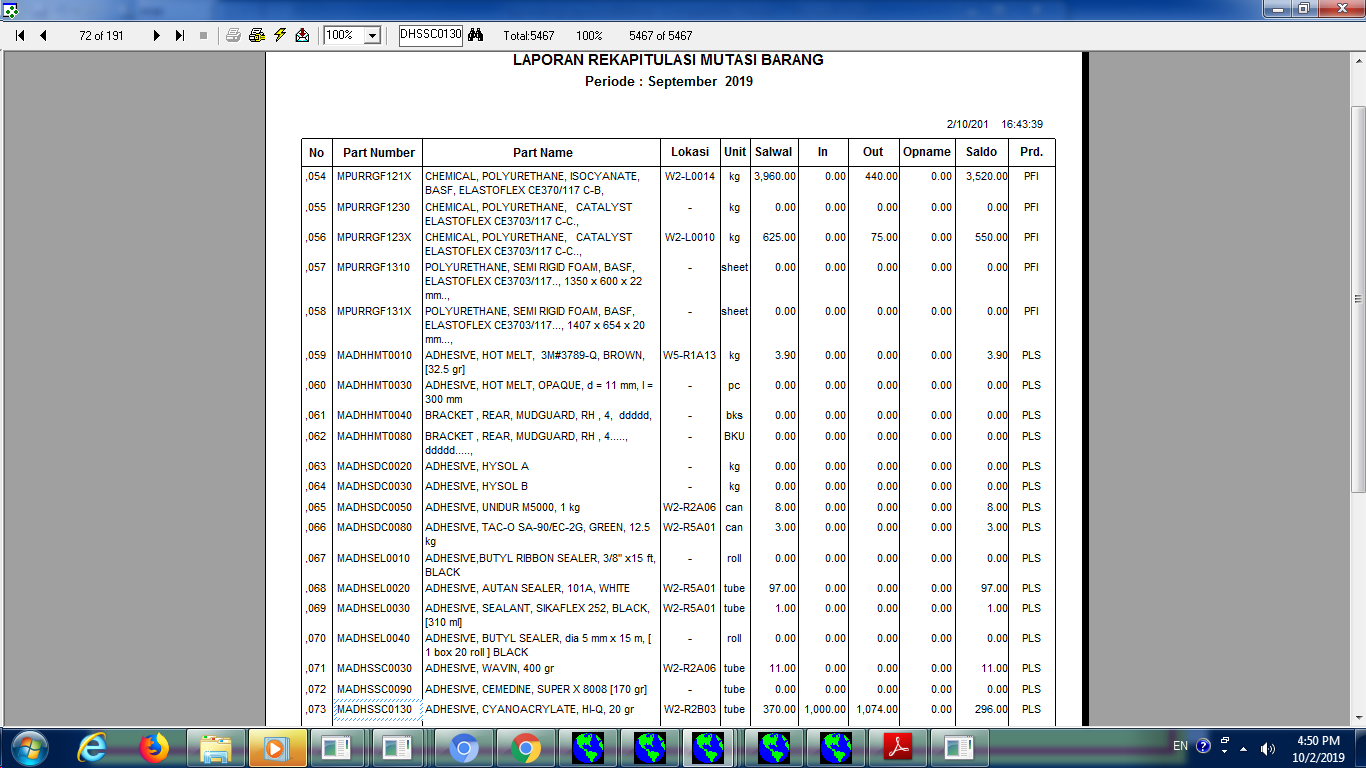 72 of 191 100% DHSSC0130 Total:5467 100% 5467 of 5467
LAPORAN REKAPITULASI MUTASI BARANG
Periode : September 2019
2/10/201 16:43:39
No Part Number Part Name Lokasi Unit Salwal In Out Opname Saldo Prd.
,054 MPURRGF121X CHEMICAL, POLYURETHANE, ISOCYANATE, W2-L0014 kg 3,960.00 0.00 440.00 0.00 3,520.00 PFI
BASF, ELASTOFLEX CE370/117 C-B,
,055 MPURRGF1230 CHEMICAL, POLYURETHANE, CATALYST - kg 0.00 0.00 0.00 0.00 0.00 PFI
ELASTOFLEX CE3703/117 C-C.,
,056 MPURRGF123X CHEMICAL, POLYURETHANE, CATALYST W2-L0010 kg 625.00 0.00 75.00 0.00 550.00 PFI
ELASTOFLEX CE3703/117 C-C..,
,057 MPURRGF1310 POLYURETHANE, SEMI RIGID FOAM, BASF, - sheet 0.00 0.00 0.00 0.00 0.00 PFI
ELASTOFLEX CE3703/117.., 1350 x 600 x 22
mm..,
,058 MPURRGF131X POLYURETHANE, SEMI RIGID FOAM, BASF, - sheet 0.00 0.00 0.00 0.00 0.00 PFI
ELASTOFLEX CE3703/117..., 1407 x 654 x 20
mm...,
,059 MADHHMT0010 ADHESIVE, HOT MELT, 3M#3789-Q, BROWN, W5-R1A13 kg 3.90 0.00 0.00 0.00 3.90 PLS
[32.5 gr]
,060 MADHHMT0030 ADHESIVE, HOT MELT, OPAQUE, d = 11 mm, l = - pc 0.00 0.00 0.00 0.00 0.00 PLS
300 mm
,061 MADHHMT0040 BRACKET , REAR, MUDGUARD, RH , 4, ddddd, - bks 0.00 0.00 0.00 0.00 0.00 PLS
,062 MADHHMT0080 BRACKET , REAR, MUDGUARD, RH , 4....., - BKU 0.00 0.00 0.00 0.00 0.00 PLS
ddddd.....,
,063 MADHSDC0020 ADHESIVE, HYSOL A - kg 0.00 0.00 0.00 0.00 0.00 PLS
,064 MADHSDC0030 ADHESIVE, HYSOL B - kg 0.00 0.00 0.00 0.00 0.00 PLS
,065 MADHSDC0050 ADHESIVE, UNIDUR M5000, 1 kg W2-R2A06 can 8.00 0.00 0.00 0.00 8.00 PLS
,066 MADHSDC0080 ADHESIVE, TAC-O SA-90/EC-2G, GREEN, 12.5 W2-R5A01 can 3.00 0.00 0.00 0.00 3.00 PLS
kg
,067 MADHSEL0010 ADHESIVE,BUTYL RIBBON SEALER, 3/8" x15 ft, - roll 0.00 0.00 0.00 0.00 0.00 PLS
BLACK
,068 MADHSEL0020 ADHESIVE, AUTAN SEALER, 101A, WHITE W2-R5A01 tube 97.00 0.00 0.00 0.00 97.00 PLS
,069 MADHSEL0030 ADHESIVE, SEALANT, SIKAFLEX 252, BLACK, W2-R5A01 tube 1.00 0.00 0.00 0.00 1.00 PLS
[310 ml]
,070 MADHSEL0040 ADHESIVE, BUTYL SEALER, dia 5 mm x 15 m, [ - roll 0.00 0.00 0.00 0.00 0.00 PLS
1 box 20 roll ] BLACK
,071 MADHSSC0030 ADHESIVE, WAVIN, 400 gr W2-R2A06 tube 11.00 0.00 0.00 0.00 11.00 PLS
,072 MADHSSC0090 ADHESIVE, CEMEDINE, SUPER X 8008 [170 gr] - tube 0.00 0.00 0.00 0.00 0.00 PLS
,073 MADHSSC0130 ADHESIVE, CYANOACRYLATE, HI-Q, 20 gr W2-R2B03 tube 370.00 1,000.00 1,074.00 0.00 296.00 PLS
EN 4:50 PM
10/2/2019